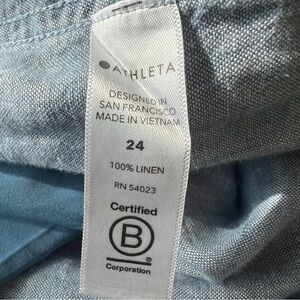 ATHLETA
DESIGNED IN
SAN FRANCISCO
MADE IN VIETNAM
24
100% LINEN
RN 54023
Certified
B
Corporation